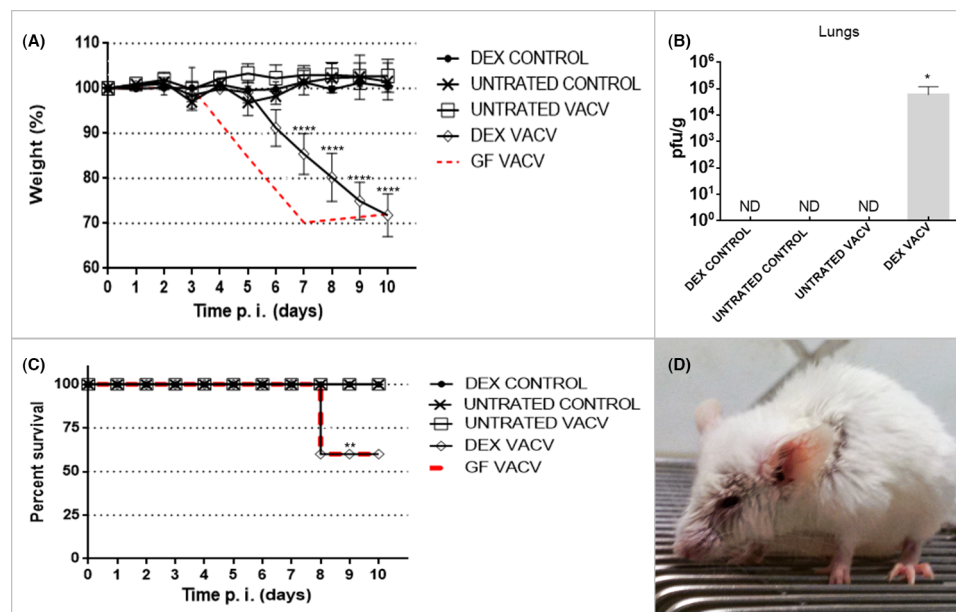 (A)
110
100
90
80
70
60
Weight (%)
****
****
****
****
0 1 2 3 4 5 6 7 8 9 10
Time p. i. (days)
DEX CONTROL
UNTRATED CONTROL
UNTRATED VACV
DEX VACV
GF VACV
(B)
Lungs
10⁶
10⁵
10⁴
10³
10²
10¹
10⁰
pfu/g
ND ND ND
*
DEX CONTROL
UNTRATED CONTROL
UNTRATED VACV
DEX VACV
(C)
100
75
50
25
0
Percent survival
**
0 1 2 3 4 5 6 7 8 9 10
Time p. i. (days)
DEX CONTROL
UNTRATED CONTROL
UNTRATED VACV
DEX VACV
GF VACV
(D)